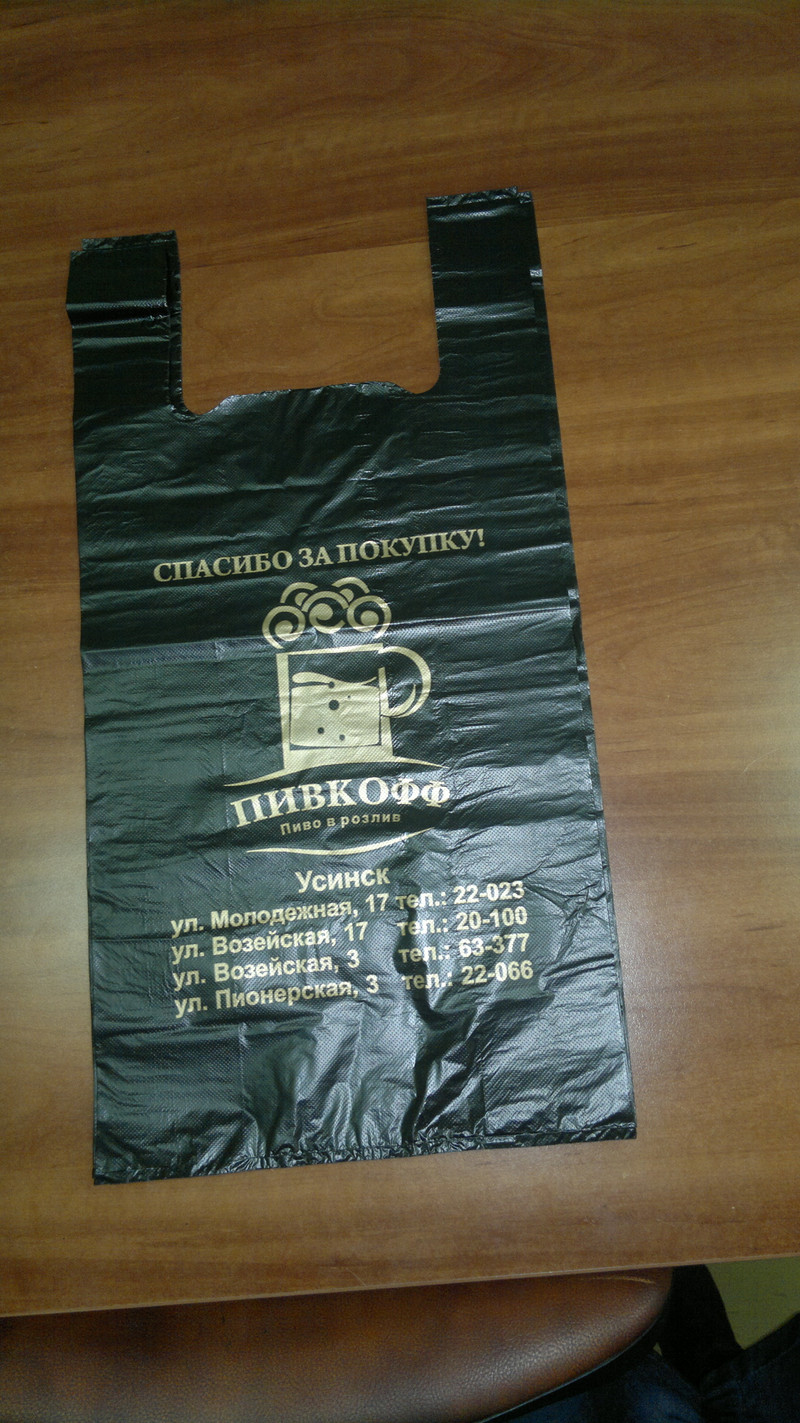 СПАСИБО ЗА ПОКУПКУ!
ПИВКОФФ
Пиво в розлив
Усинск
ул. Молодежная, 17 тел.: 22-023
ул. Возейская, 17 тел.: 20-100
ул. Возейская, 3 тел.: 63-377
ул. Пионерская, 3 тел.: 22-066